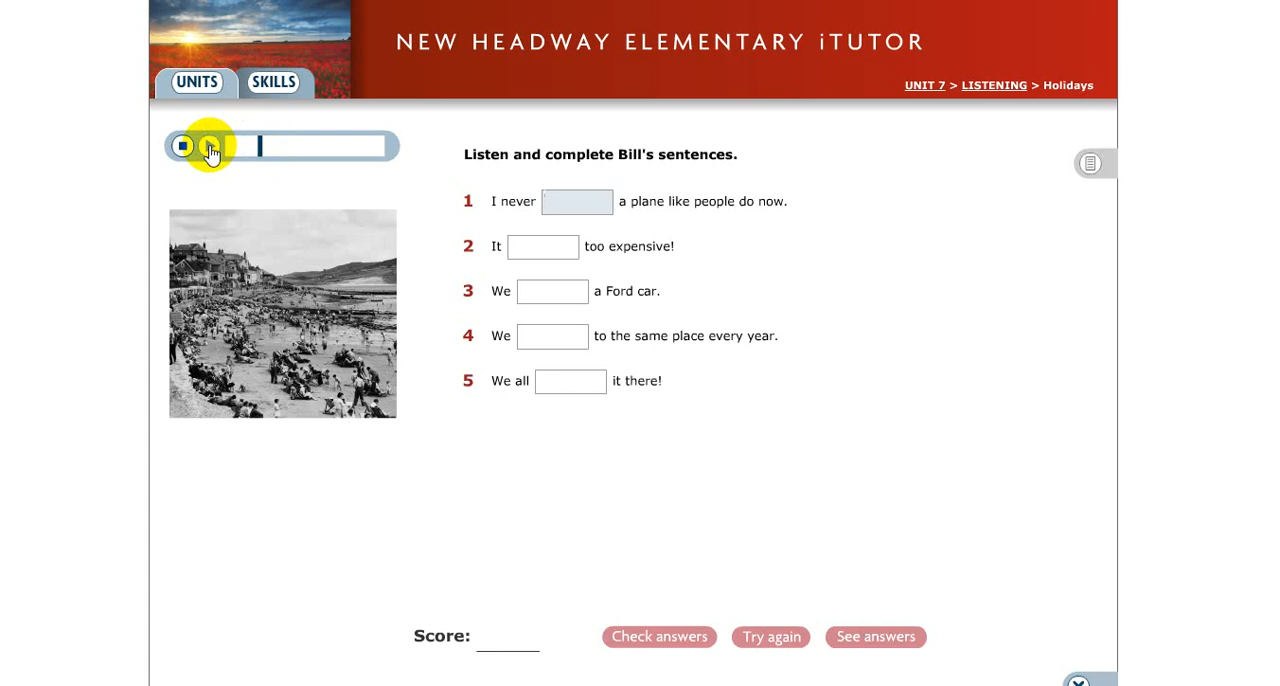 NEW HEADWAY ELEMENTARY iTUTOR
UNITS SKILLS
UNIT 7 > LISTENING > Holidays
Listen and complete Bill's sentences.
1 I never a plane like people do now.
2 It too expensive!
3 We a Ford car.
4 We to the same place every year.
5 We all it there!
Score: Check answers Try again See answers